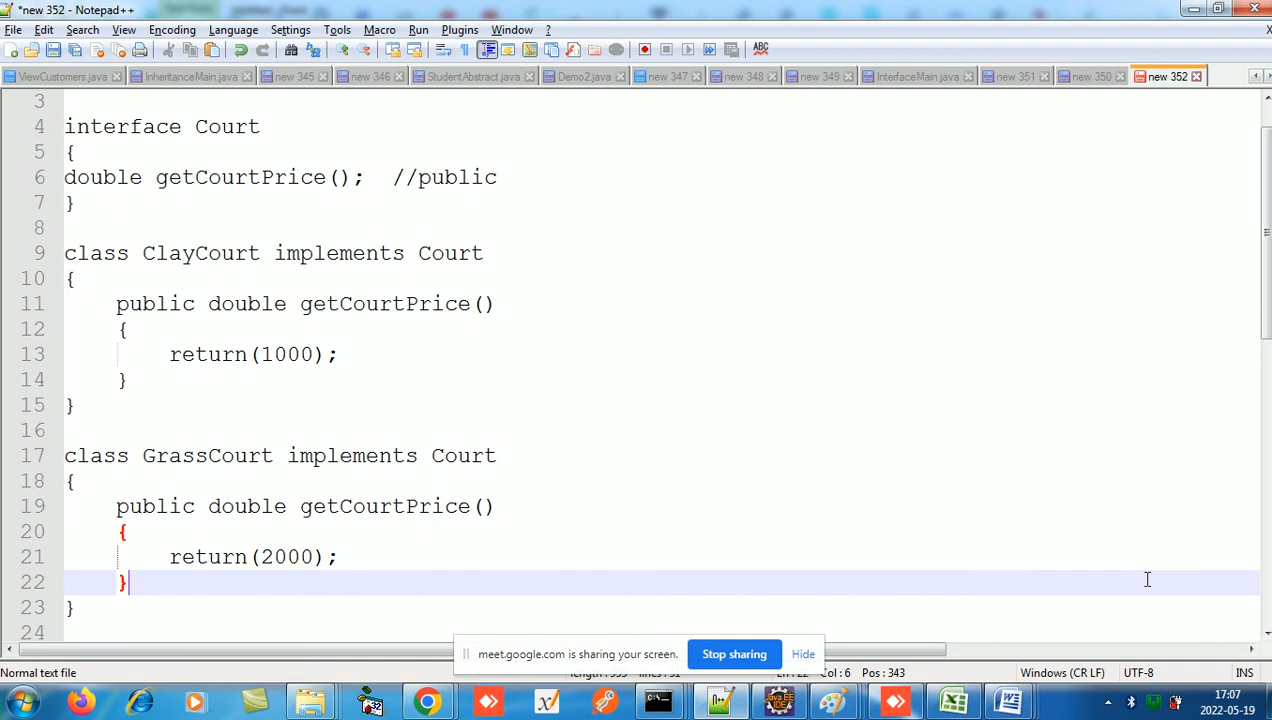 *new 352 - Notepad++
File Edit Search View Encoding Language Settings Tools Macro Run Plugins Window ? X
ViewCustomers.java InheritanceMain.java new 345 new 346 StudentAbstract.java Demo2.java new 347 new 348 new 349 InterfaceMain.java new 351 new 350 new 352
3
4 interface Court
5 {
6 double getCourtPrice(); //public
7 }
8
9 class ClayCourt implements Court
10 {
11 public double getCourtPrice()
12 {
13 return(1000);
14 }
15 }
16
17 class GrassCourt implements Court
18 {
19 public double getCourtPrice()
20 {
21 return(2000);
22 }
23 }
24
meet.google.com is sharing your screen. Stop sharing Hide
Normal text file Col : 6 Pos : 343 Windows (CR LF) UTF-8 INS
17:07
2022-05-19